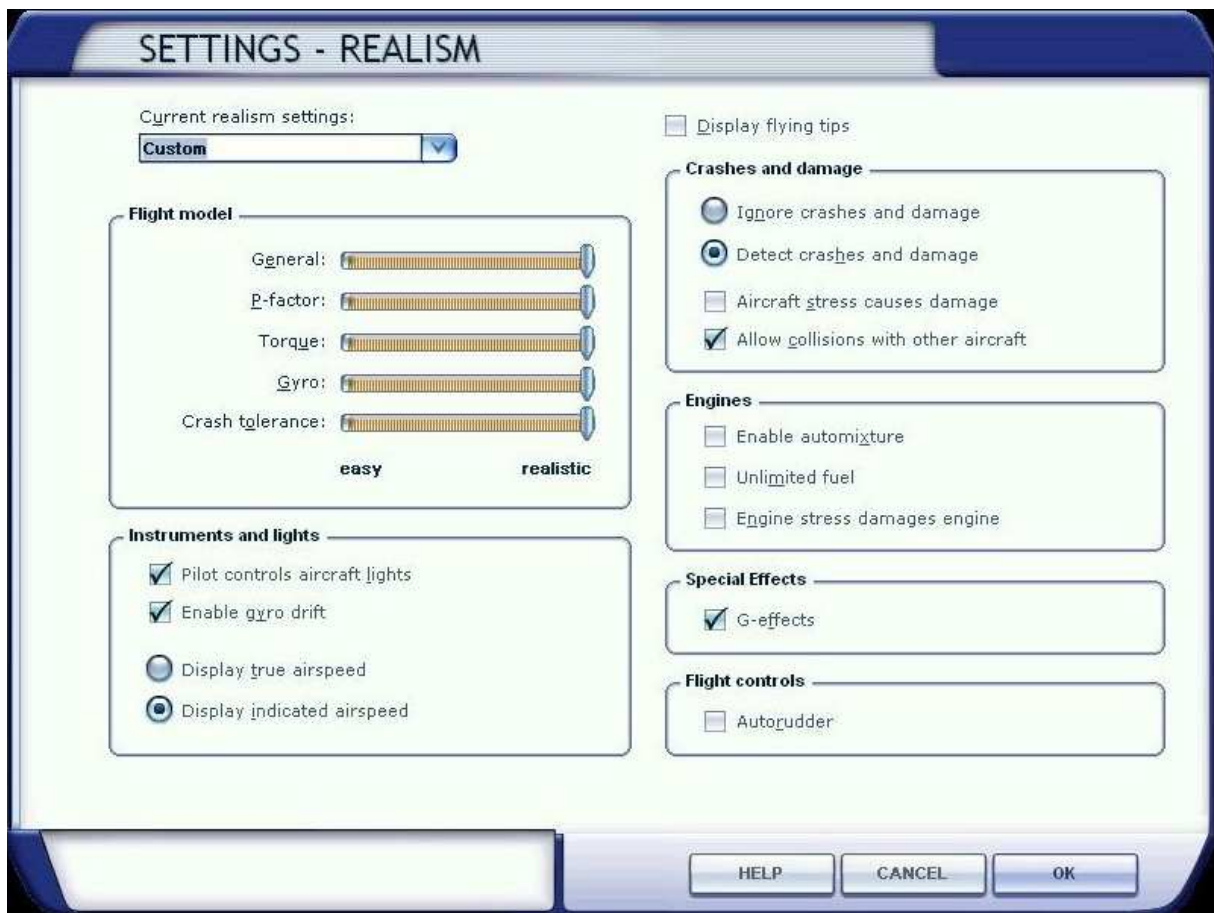 SETTINGS - REALISM
Current realism settings:
Custom
Flight model
General:
P-factor:
Torque:
Gyro:
Crash tolerance:
easy realistic
Instruments and lights
Pilot controls aircraft lights
Enable gyro drift
Display true airspeed
Display indicated airspeed
Display flying tips
Crashes and damage
Ignore crashes and damage
Detect crashes and damage
Aircraft stress causes damage
Allow collisions with other aircraft
Engines
Enable automixture
Unlimited fuel
Engine stress damages engine
Special Effects
G-effects
Flight controls
Autorudder
HELP CANCEL OK